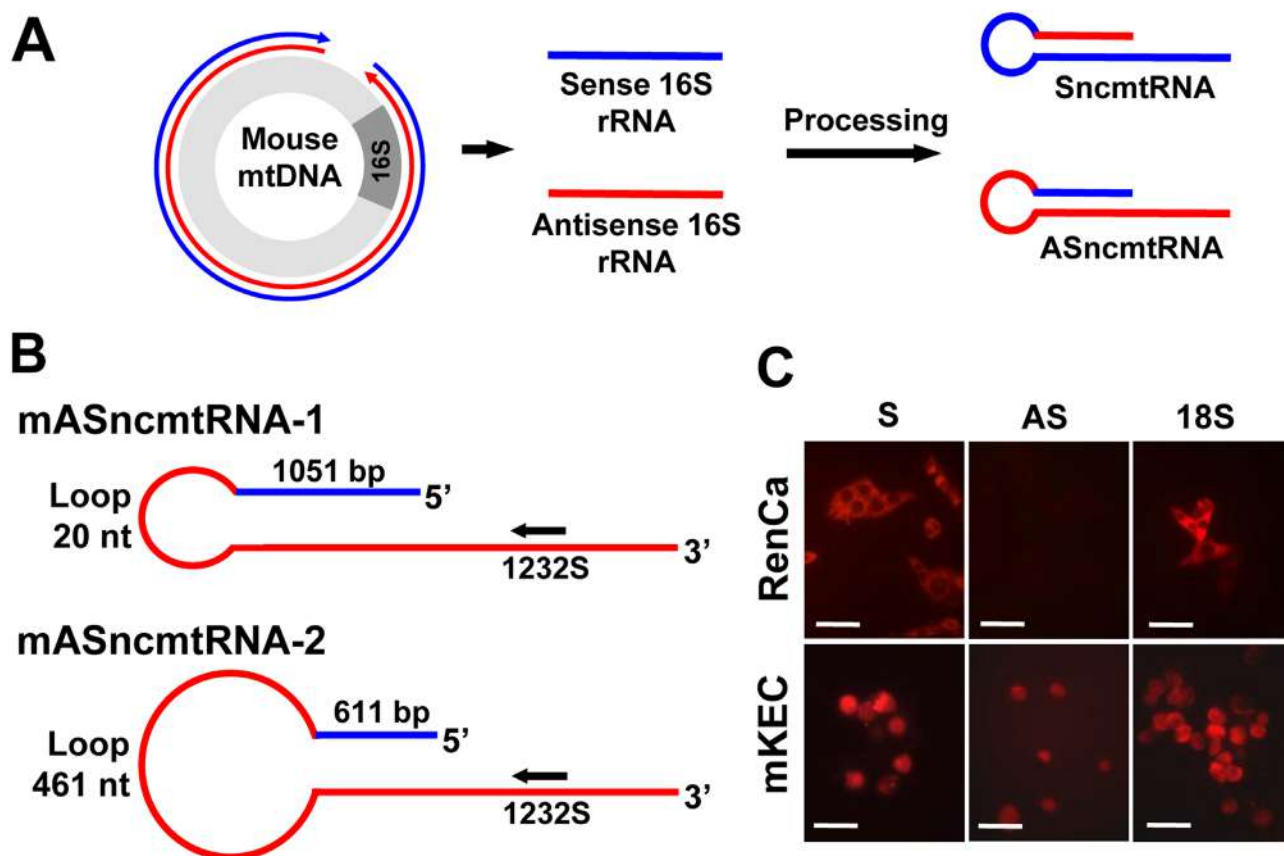 A
Mouse
mtDNA
16S
Sense 16S
rRNA
Antisense 16S
rRNA
Processing
SncmtRNA
ASncmtRNA
B
mASncmtRNA-1
1051 bp
5’
Loop
20 nt
1232S
3’
mASncmtRNA-2
611 bp
5’
Loop
461 nt
1232S
3’
C
S AS 18S
RenCa
mKEC